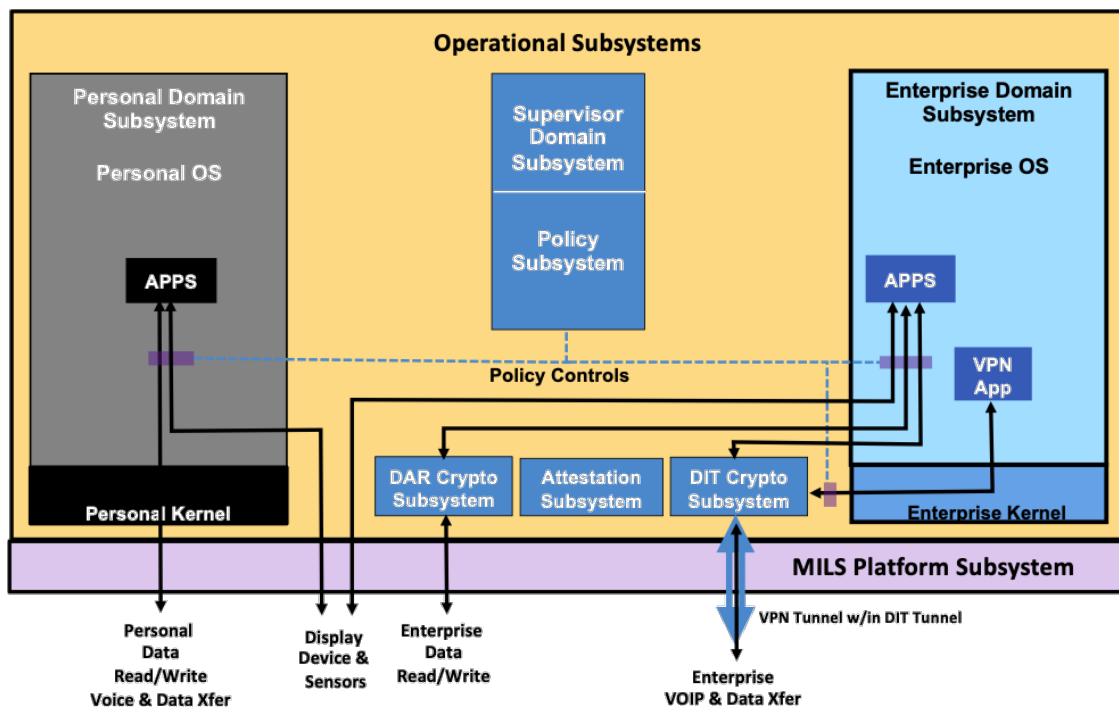 Operational Subsystems
Personal Domain
Subsystem
Personal OS
APPS
Personal Kernel
Supervisor
Domain
Subsystem
Policy
Subsystem
Policy Controls
Enterprise Domain
Subsystem
Enterprise OS
APPS
VPN
App
Enterprise Kernel
DAR Crypto
Subsystem
Attestation
Subsystem
DIT Crypto
Subsystem
MILS Platform Subsystem
Personal
Data
Read/Write
Voice & Data Xfer
Display
Device &
Sensors
Enterprise
Data
Read/Write
VPN Tunnel w/in DIT Tunnel
Enterprise
VOIP & Data Xfer